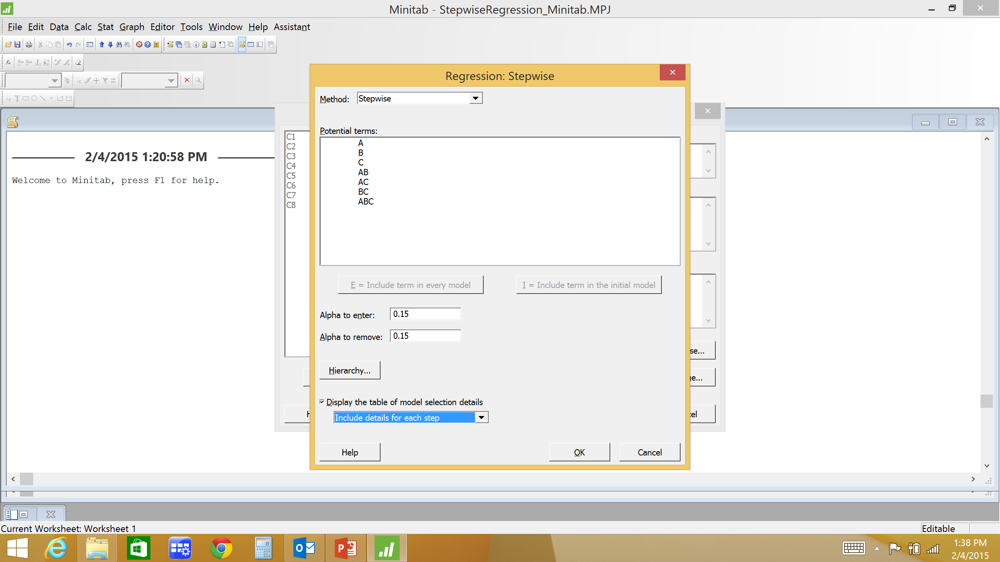 Minitab - StepwiseRegression_Minitab.MPJ
File Edit Data Calc Stat Graph Editor Tools Window Help Assistant
Regression: Stepwise
Method: Stepwise
Potential terms:
A
B
C
AB
AC
BC
ABC
E = Include term in every model
I = Include term in the initial model
Alpha to enter: 0.15
Alpha to remove: 0.15
Hierarchy...
Display the table of model selection details
Include details for each step
Help
OK
Cancel
C1
C2
C3
C4
C5
C6
C7
C8
2/4/2015 1:20:58 PM
Welcome to Minitab, press F1 for help.
Current Worksheet: Worksheet 1
Editable
1:38 PM
2/4/2015